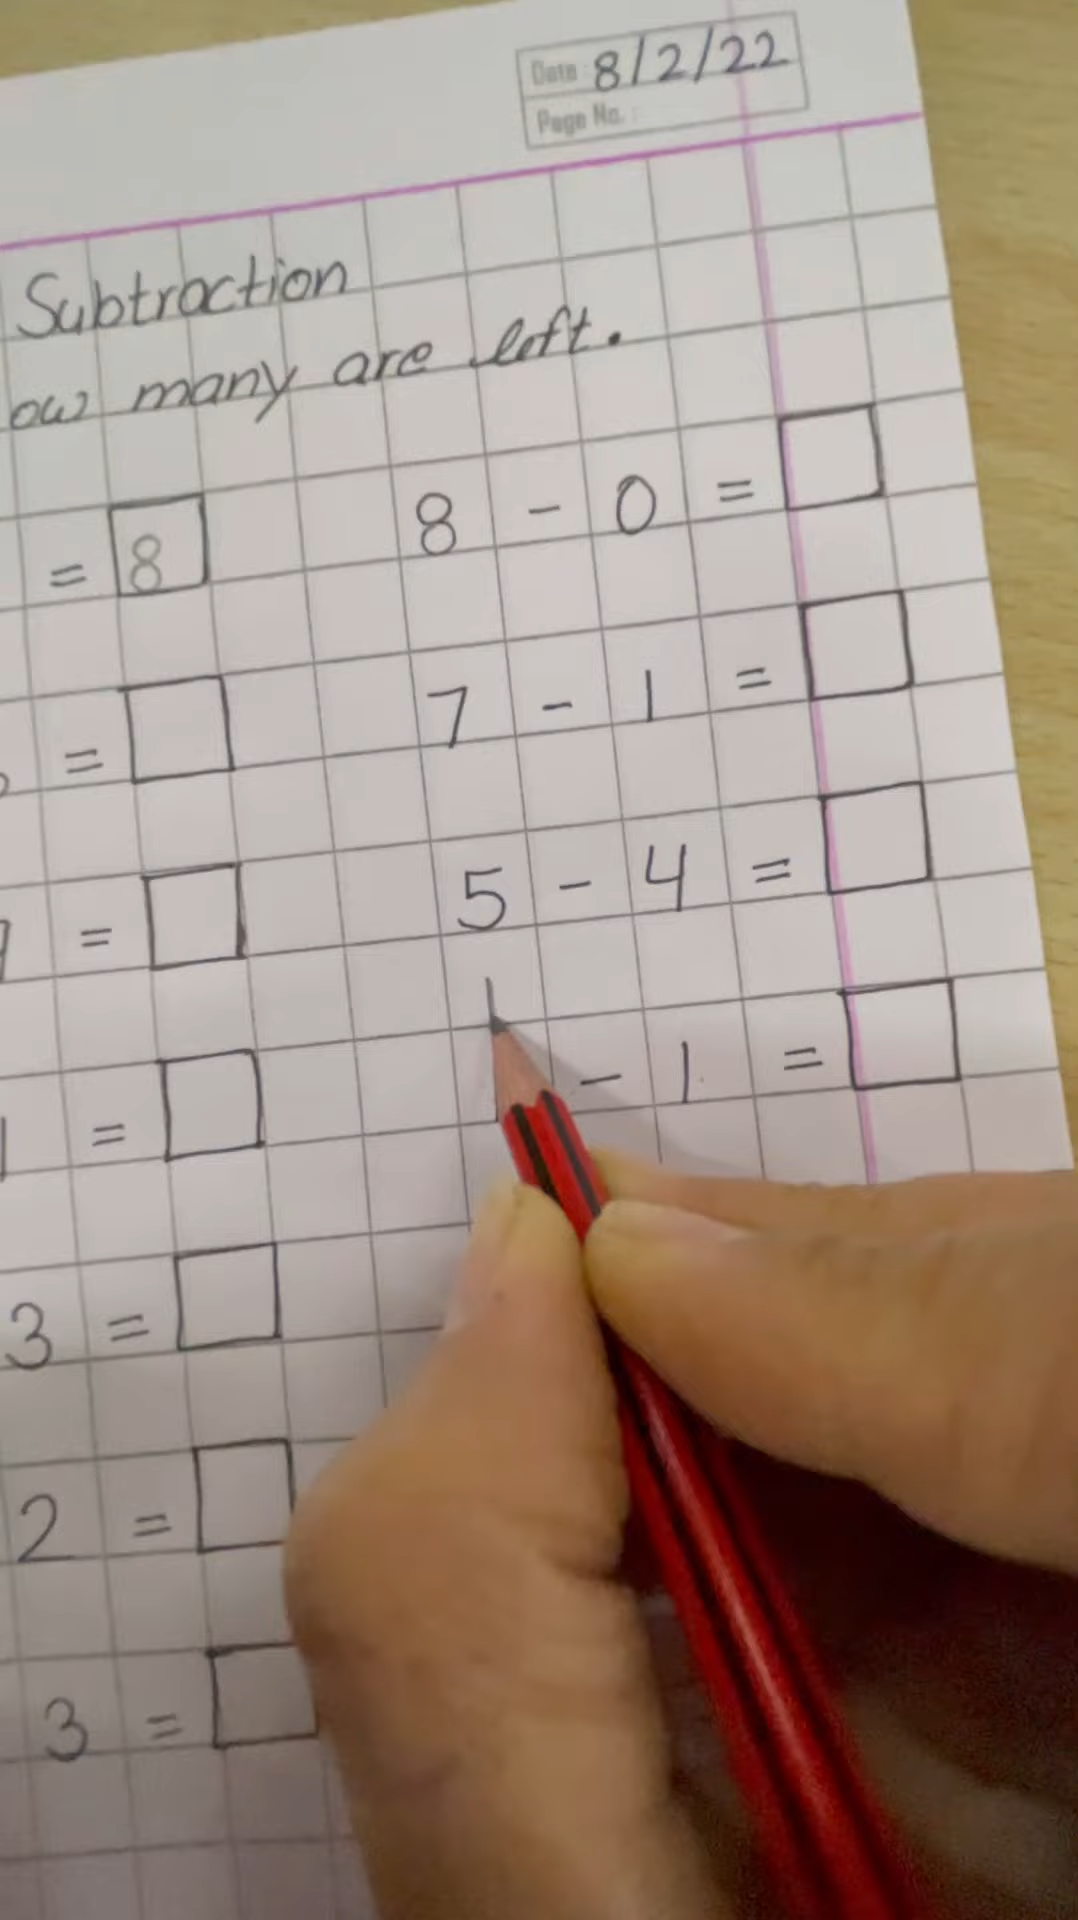 Date : 8/2/22
Page No. :
Subtraction
ow many are left.
= 8 8 - 0 =
= 7 - 1 =
= 5 - 4 =
1 = - 1 =
3 =
2 =
3 =